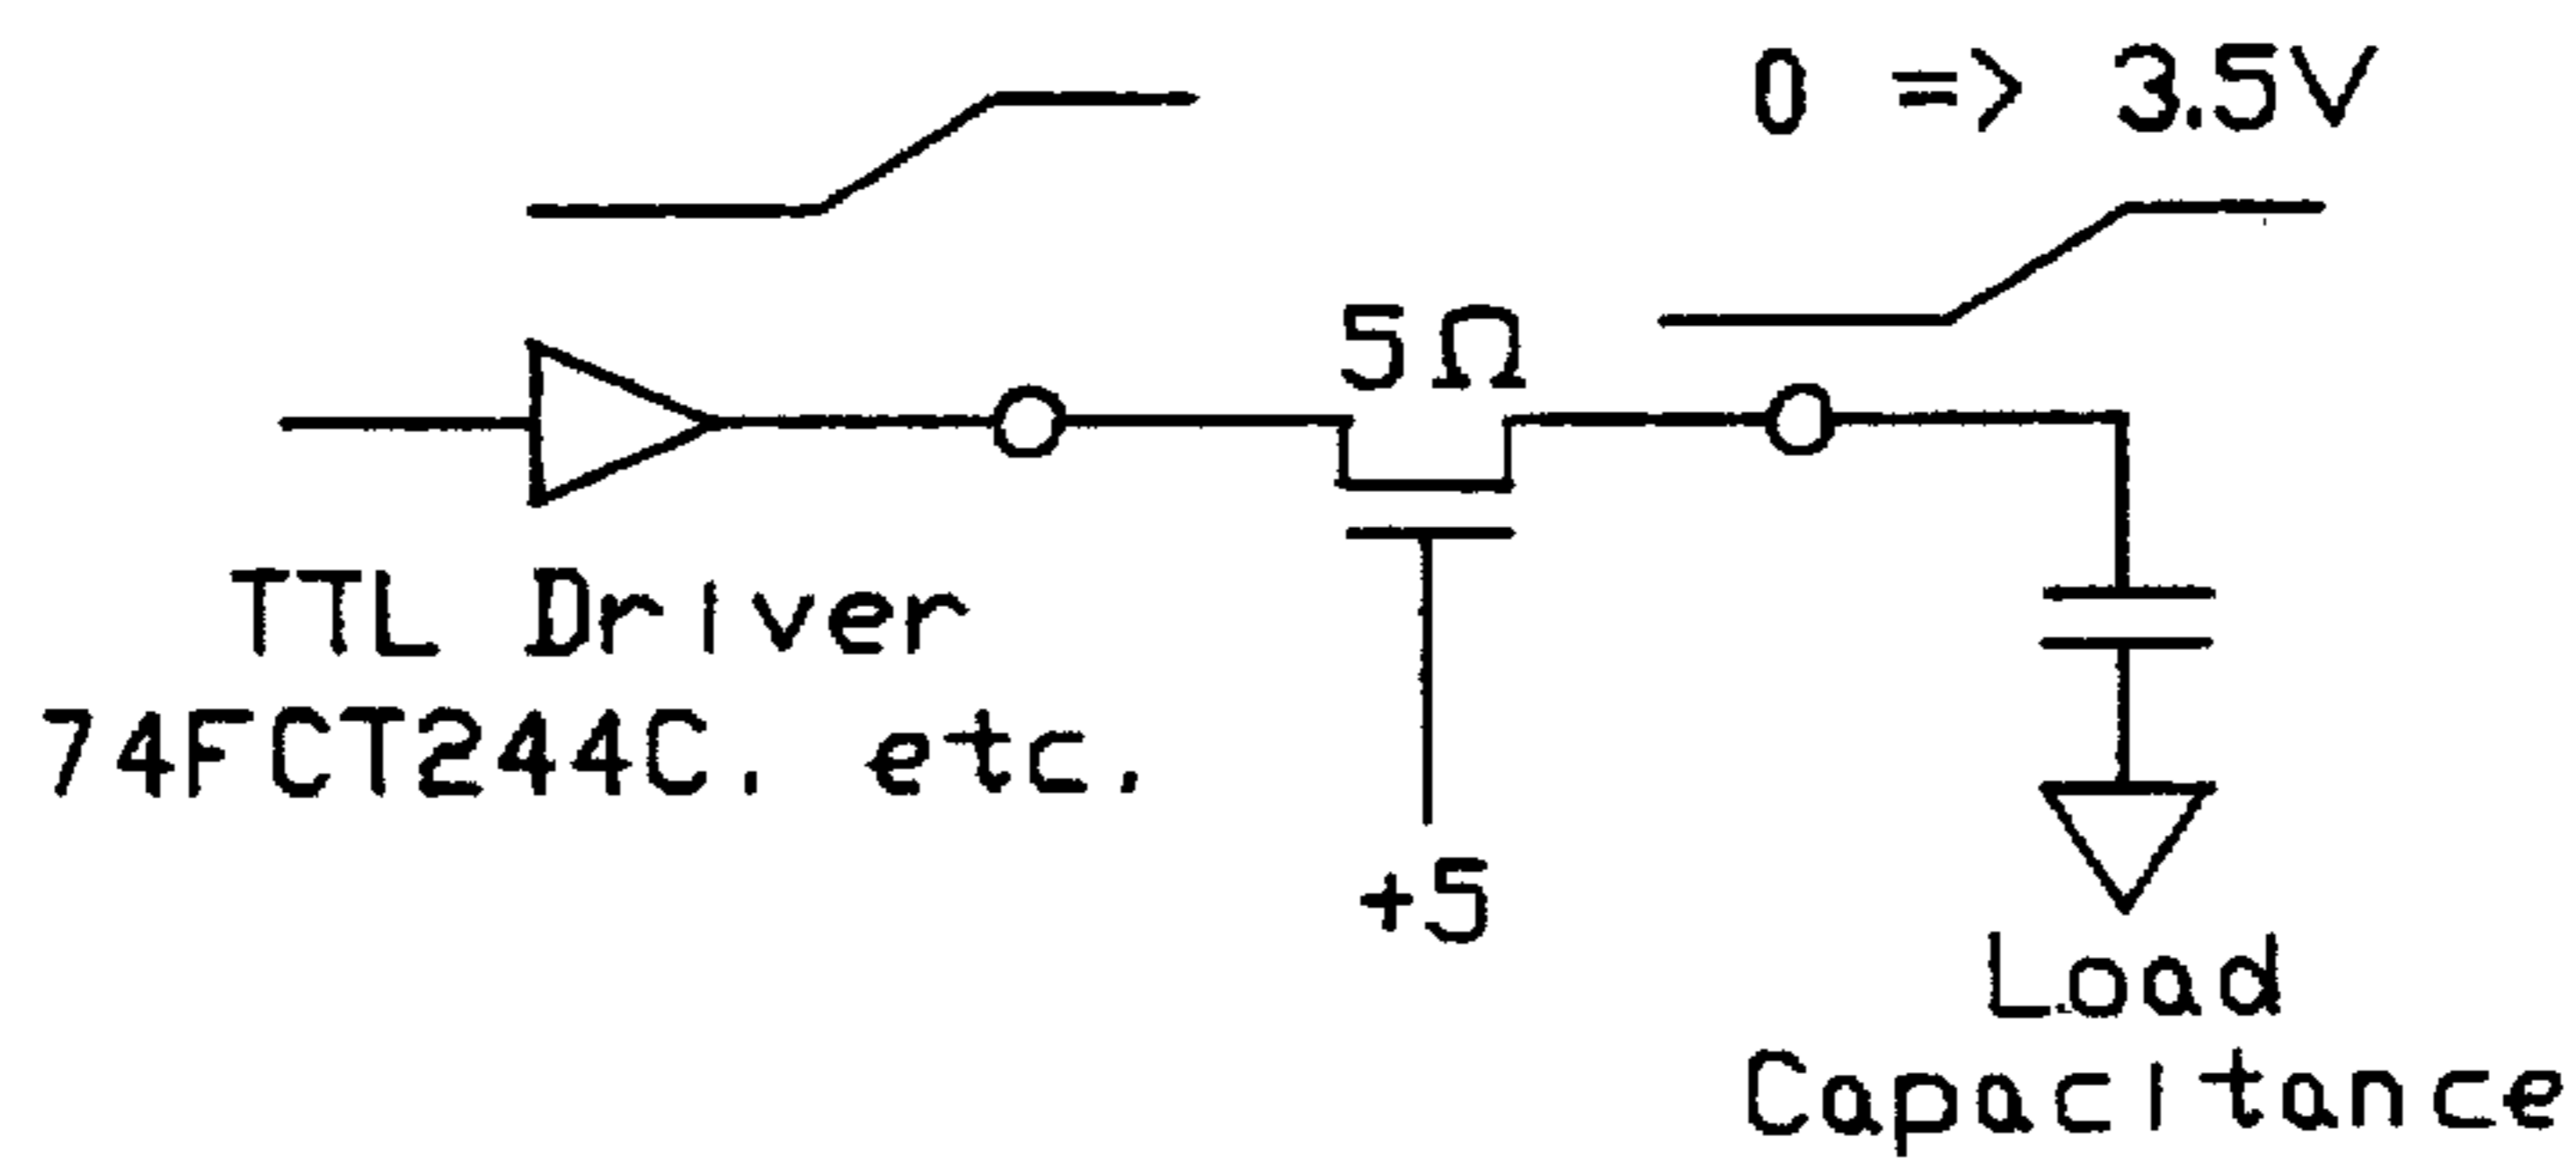 0 => 3.5V
5Ω
TTL Driver
74FCT244C, etc.
+5
Load
Capacitance